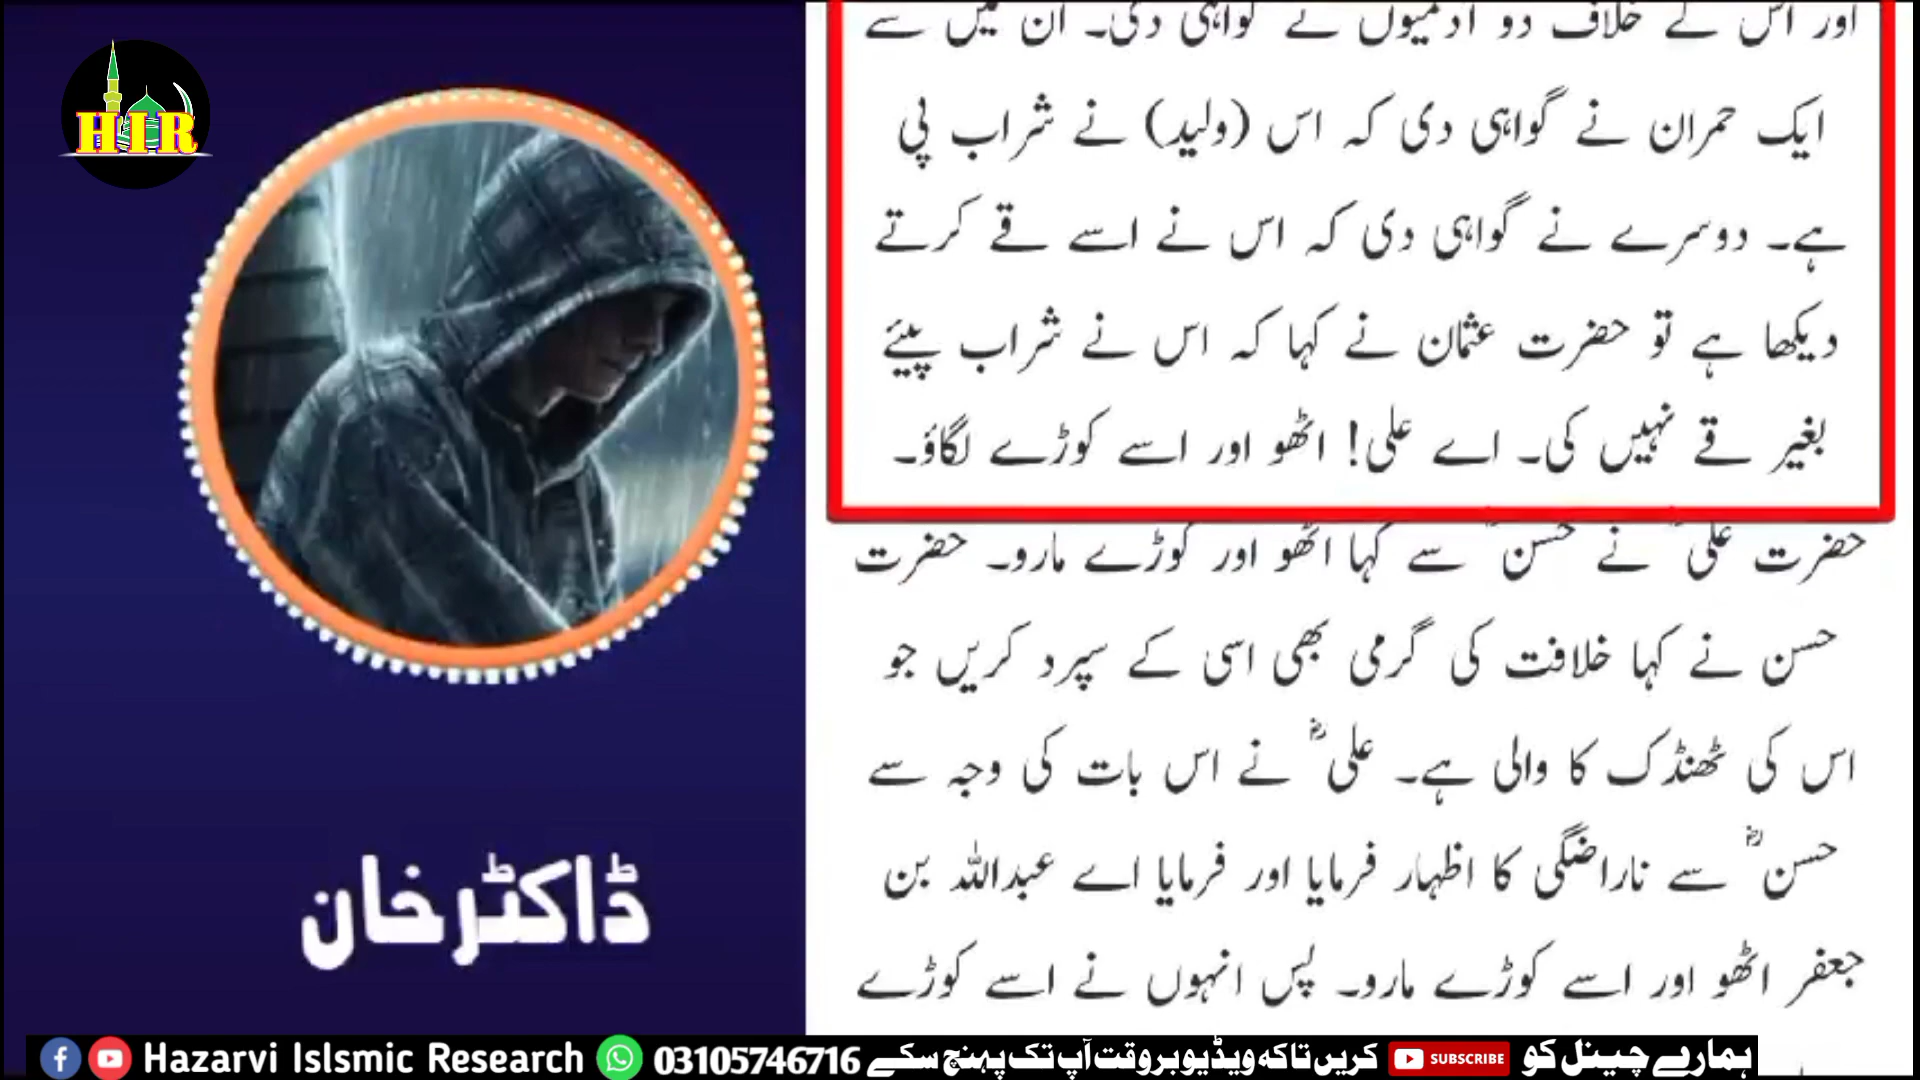 HIR
ڈاکٹر خان
اور اس کے خلاف دو آدمیوں نے گواہی دی۔ ان میں سے
ایک حمران نے گواہی دی کہ اس (ولید) نے شراب پی
ہے۔ دوسرے نے گواہی دی کہ اس نے اسے قے کرتے
دیکھا ہے تو حضرت عثمان نے کہا کہ اس نے شراب پیئے
بغیر قے نہیں کی۔ اے علی! اٹھو اور اسے کوڑے لگاؤ۔
حضرت علیؓ نے حسنؓ سے کہا اٹھو اور کوڑے مارو۔ حضرت
حسن نے کہا خلافت کی گرمی بھی اسی کے سپرد کریں جو
اس کی ٹھنڈک کا والی ہے۔ علیؓ نے اس بات کی وجہ سے
حسنؓ سے ناراضگی کا اظہار فرمایا اور فرمایا اے عبداللہ بن
جعفر اٹھو اور اسے کوڑے مارو۔ پس انہوں نے اسے کوڑے
Hazarvi Islsmic Research 03105746716 ہمارے چینل کو SUBSCRIBE کریں تاکہ ویڈیو بروقت آپ تک پہنچ سکے